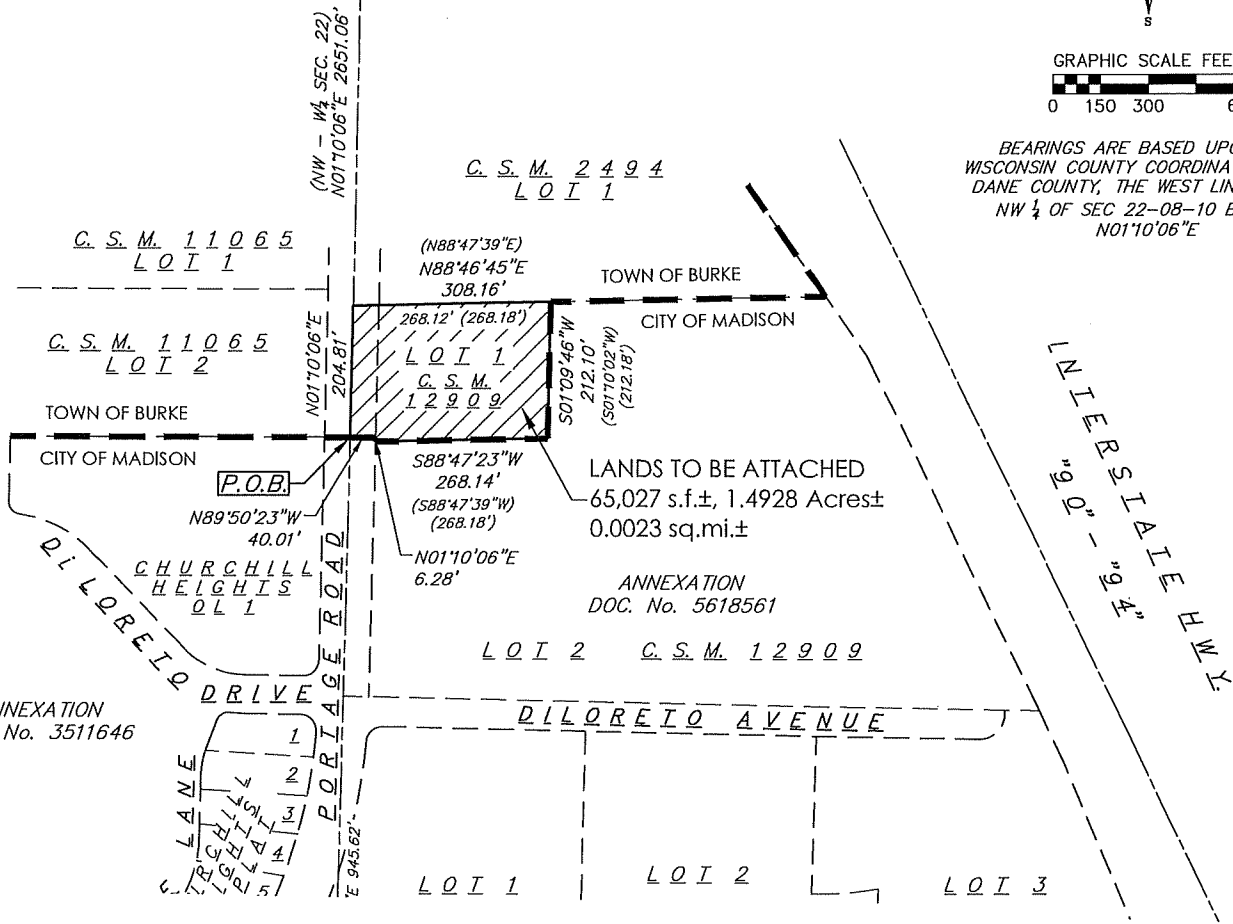 S
GRAPHIC SCALE FEE
0 150 300 6
BEARINGS ARE BASED UPO
WISCONSIN COUNTY COORDINA
DANE COUNTY, THE WEST LIN
NW 1/4 OF SEC 22-08-10 B
N01°10'06"E
(NW - W1/4 SEC. 22)
N01°10'06"E 2651.06'
C. S. M. 2494
LOT 1
C. S. M. 11065
LOT 1
(N88°47'39"E)
N88°46'45"E
308.16'
268.12' (268.18')
TOWN OF BURKE
CITY OF MADISON
C. S. M. 11065
LOT 2
N01°10'06"E
204.81'
LOT 1
C. S. M.
12909
S01°09'46"W
212.10'
(S01°10'02"W)
(212.18')
TOWN OF BURKE
CITY OF MADISON
P.O.B.
N89°50'23"W
40.01'
S88°47'23"W
268.14'
(S88°47'39"W)
(268.18')
N01°10'06"E
6.28'
LANDS TO BE ATTACHED
65,027 s.f.±, 1.4928 Acres±
0.0023 sq.mi.±
INTERSTATE HWY.
"90" - "94"
CHURCHILL
HEIGHTS
OL 1
ANNEXATION
DOC. No. 5618561
LOT 2 C. S. M. 12909
DiLORETO DRIVE
PORTAGE ROAD
DILORETO AVENUE
NEXATION
No. 3511646
LANE
1
2
3
4
5
E 945.62'
LOT 1
LOT 2
LOT 3